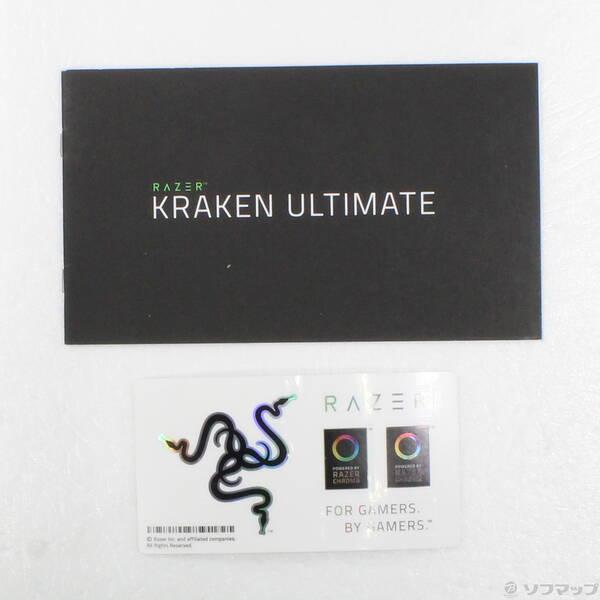 RAZER™
KRAKEN ULTIMATE
RAZER
POWERED BY
RAZER
CHROMA
POWERED BY
RAZER
CHROMA
FOR GAMERS.
BY GAMERS.™
© Razer Inc. and affiliated companies.
All Rights Reserved.
ソフマップ